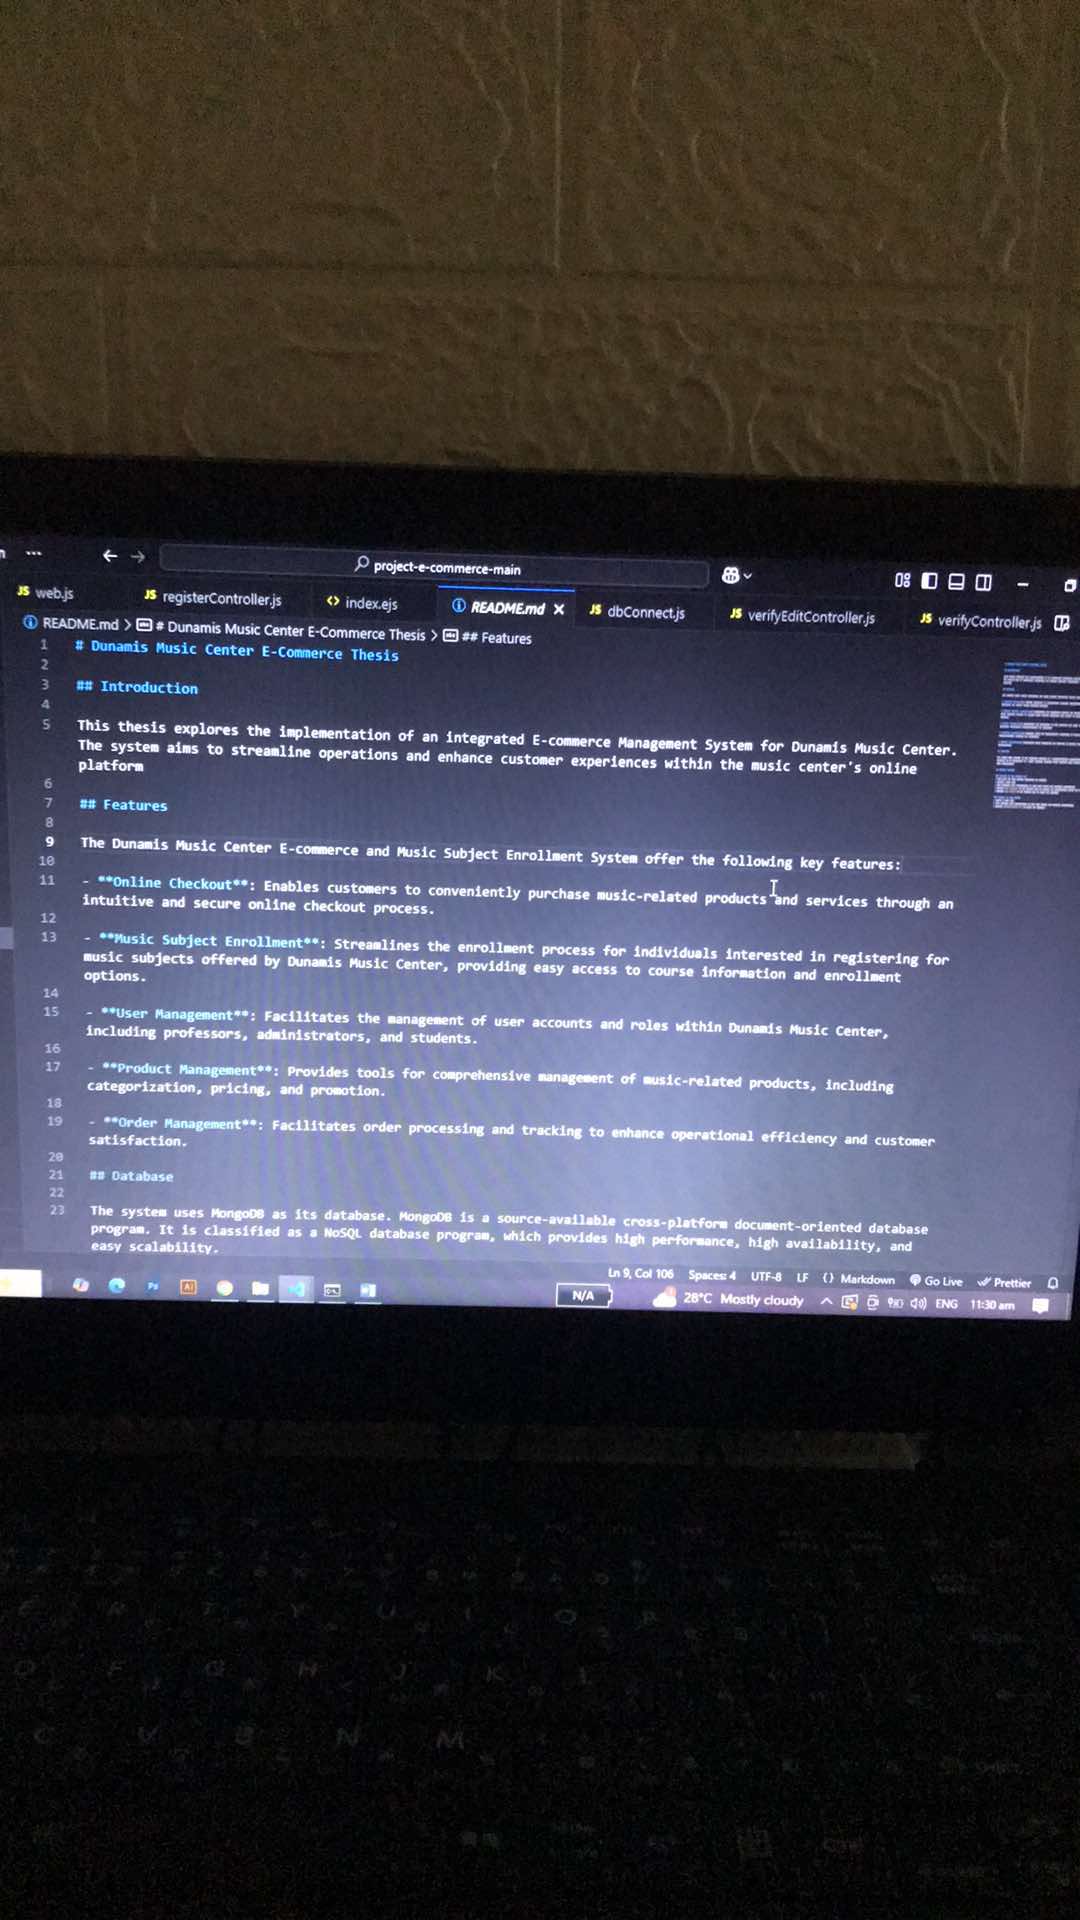 project-e-commerce-main
JS web.js
JS registerController.js
<> index.ejs
README.md
JS dbConnect.js
JS verifyEditController.js
JS verifyController.js
README.md > # Dunamis Music Center E-Commerce Thesis > ## Features
1 # Dunamis Music Center E-Commerce Thesis
2
3 ## Introduction
4
5 This thesis explores the implementation of an integrated E-commerce Management System for Dunamis Music Center.
The system aims to streamline operations and enhance customer experiences within the music center's online
platform
6
7 ## Features
8
9 The Dunamis Music Center E-commerce and Music Subject Enrollment System offer the following key features:
10
11 - **Online Checkout**: Enables customers to conveniently purchase music-related products and services through an
intuitive and secure online checkout process.
12
13 - **Music Subject Enrollment**: Streamlines the enrollment process for individuals interested in registering for
music subjects offered by Dunamis Music Center, providing easy access to course information and enrollment
options.
14
15 - **User Management**: Facilitates the management of user accounts and roles within Dunamis Music Center,
including professors, administrators, and students.
16
17 - **Product Management**: Provides tools for comprehensive management of music-related products, including
categorization, pricing, and promotion.
18
19 - **Order Management**: Facilitates order processing and tracking to enhance operational efficiency and customer
satisfaction.
20
21 ## Database
22
23 The system uses MongoDB as its database. MongoDB is a source-available cross-platform document-oriented database
program. It is classified as a NoSQL database program, which provides high performance, high availability, and
easy scalability.
Ln 9, Col 106 Spaces: 4 UTF-8 LF {} Markdown Go Live Prettier
Ps Ai N/A 28°C Mostly cloudy ENG 11:30 am